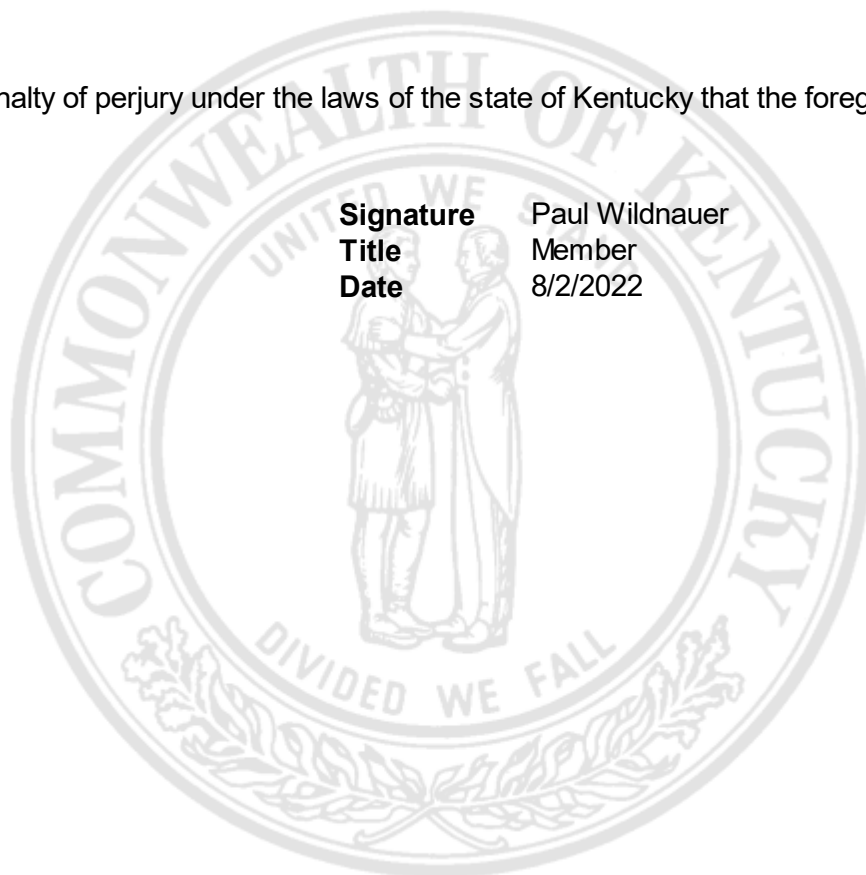 nalty of perjury under the laws of the state of Kentucky that the foreg
Signature Paul Wildnauer
Title Member
Date 8/2/2022
COMMONWEALTH OF KENTUCKY
UNITED WE STAND
DIVIDED WE FALL